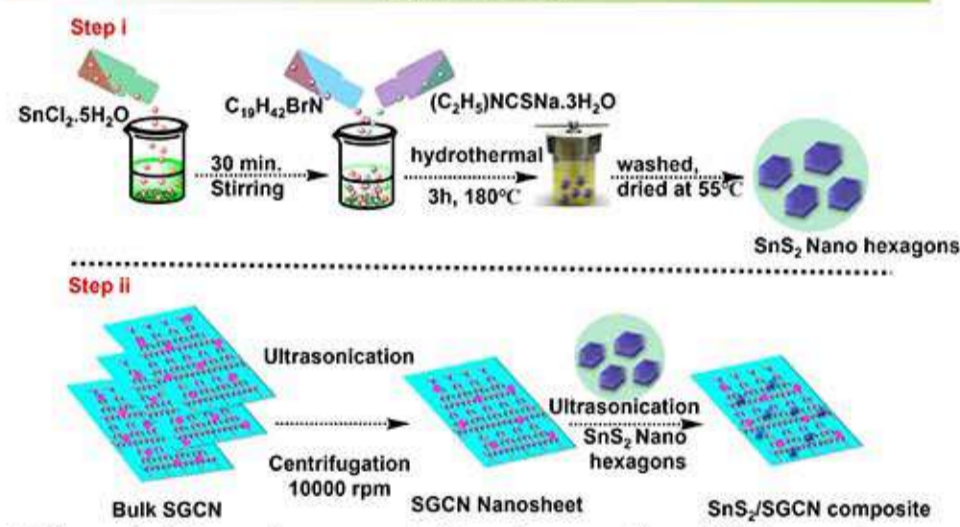 Step i
SnCl₂.5H₂O
C₁₉H₄₂BrN
(C₂H₅)NCSNa.3H₂O
30 min.
Stirring
hydrothermal
3h, 180°C
washed,
dried at 55°C
SnS₂ Nano hexagons
Step ii
Ultrasonication
Centrifugation
10000 rpm
Ultrasonication
SnS₂ Nano
hexagons
Bulk SGCN
SGCN Nanosheet
SnS₂/SGCN composite